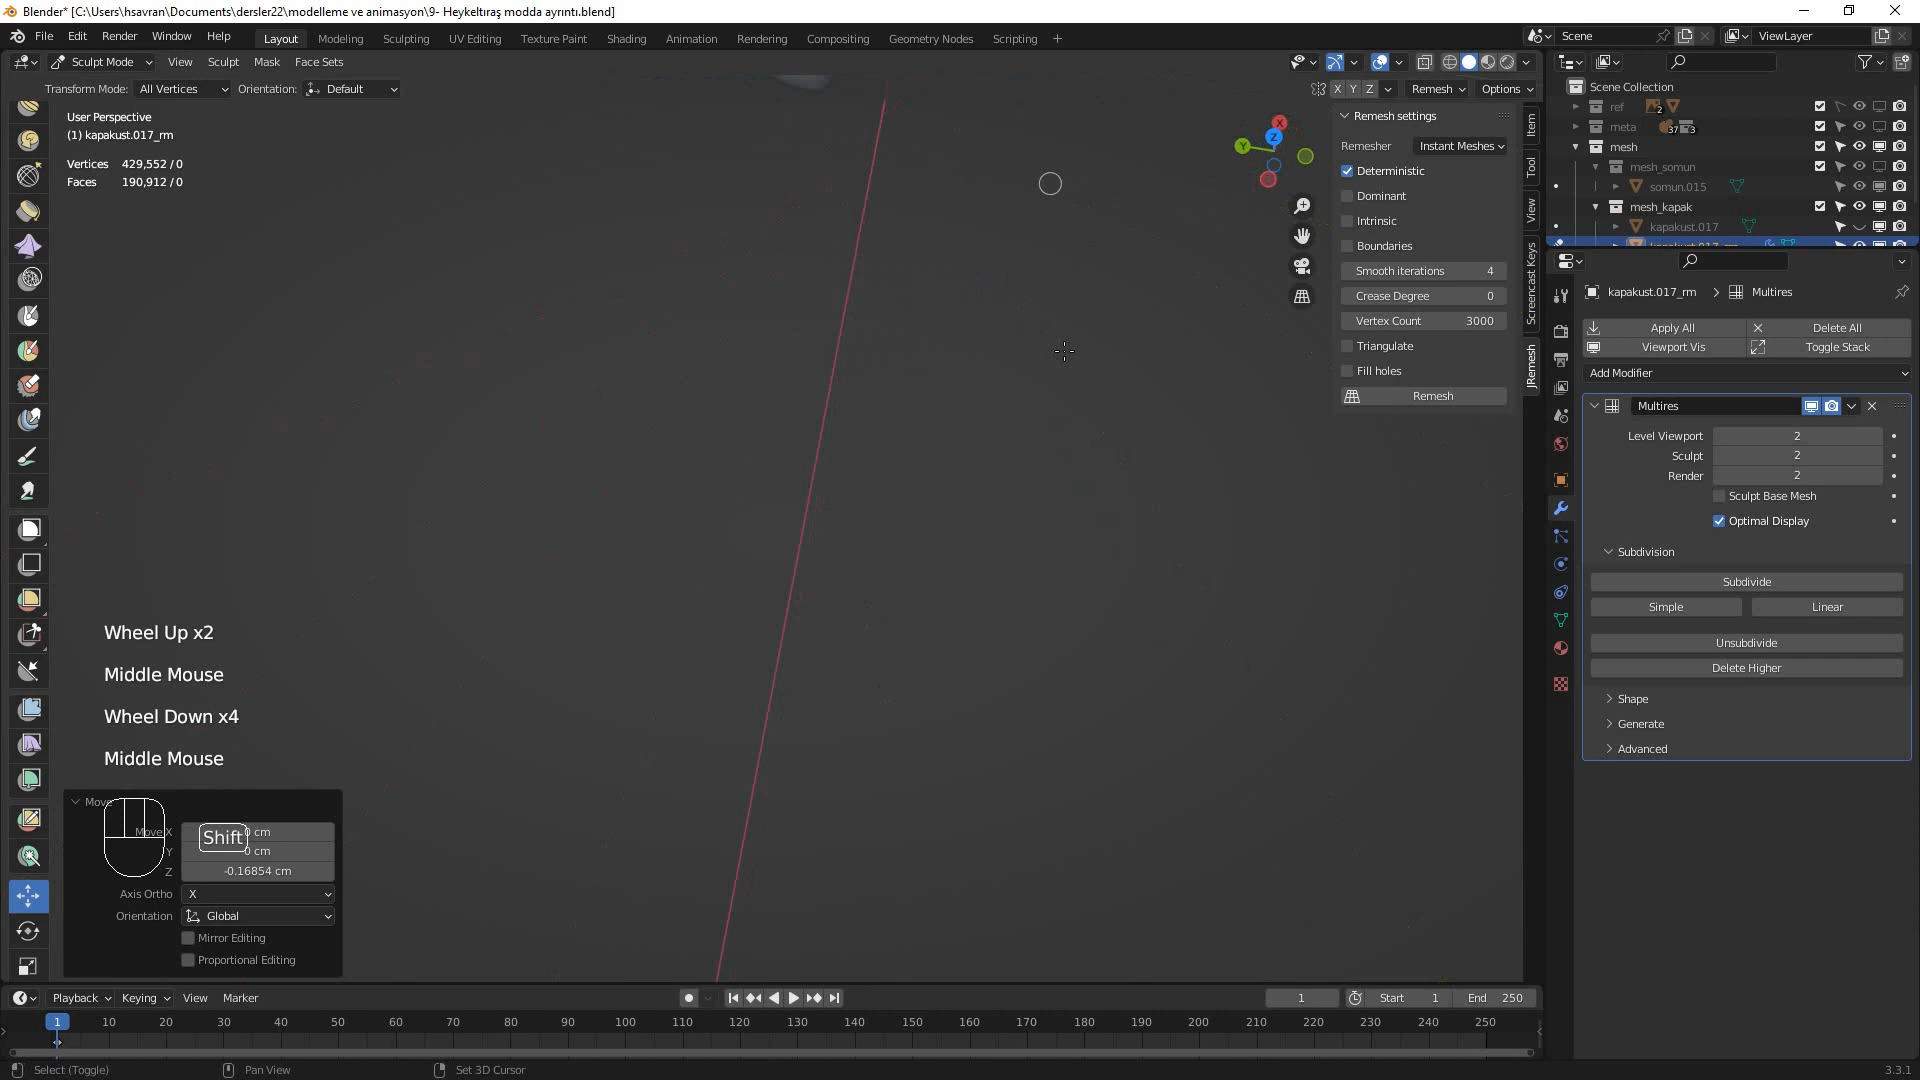 Blender* [C:\Users\hsavran\Documents\dersler22\modelleme ve animasyon\9- Heykeltıraş modda ayrıntı.blend]
File Edit Render Window Help Layout Modeling Sculpting UV Editing Texture Paint Shading Animation Rendering Compositing Geometry Nodes Scripting + Scene ViewLayer
Sculpt Mode View Sculpt Mask Face Sets
Transform Mode: All Vertices Orientation: Default X Y Z Remesh Options
User Perspective
(1) kapakust.017_rm
Vertices 429,552 / 0
Faces 190,912 / 0
X
Y
Z
Remesh settings
Remesher Instant Meshes
Deterministic
Dominant
Intrinsic
Boundaries
Smooth iterations 4
Crease Degree 0
Vertex Count 3000
Triangulate
Fill holes
Remesh
Item
Tool
View
Screencast Keys
JRemesh
Scene Collection
ref 2
meta 37 3
mesh
mesh_somun
somun.015
mesh_kapak
kapakust.017
kapakust.017_rm
kapakust.017_rm > Multires
Apply All Delete All
Viewport Vis Toggle Stack
Add Modifier
Multires
Level Viewport 2
Sculpt 2
Render 2
Sculpt Base Mesh
Optimal Display
Subdivision
Subdivide
Simple Linear
Unsubdivide
Delete Higher
Shape
Generate
Advanced
Wheel Up x2
Middle Mouse
Wheel Down x4
Middle Mouse
Move
Move X 0 cm
Shift
Y 0 cm
Z -0.16854 cm
Axis Ortho X
Orientation Global
Mirror Editing
Proportional Editing
Playback Keying View Marker 1 Start 1 End 250
1 10 20 30 40 50 60 70 80 90 100 110 120 130 140 150 160 170 180 190 200 210 220 230 240 250
Select (Toggle) Pan View Set 3D Cursor 3.3.1